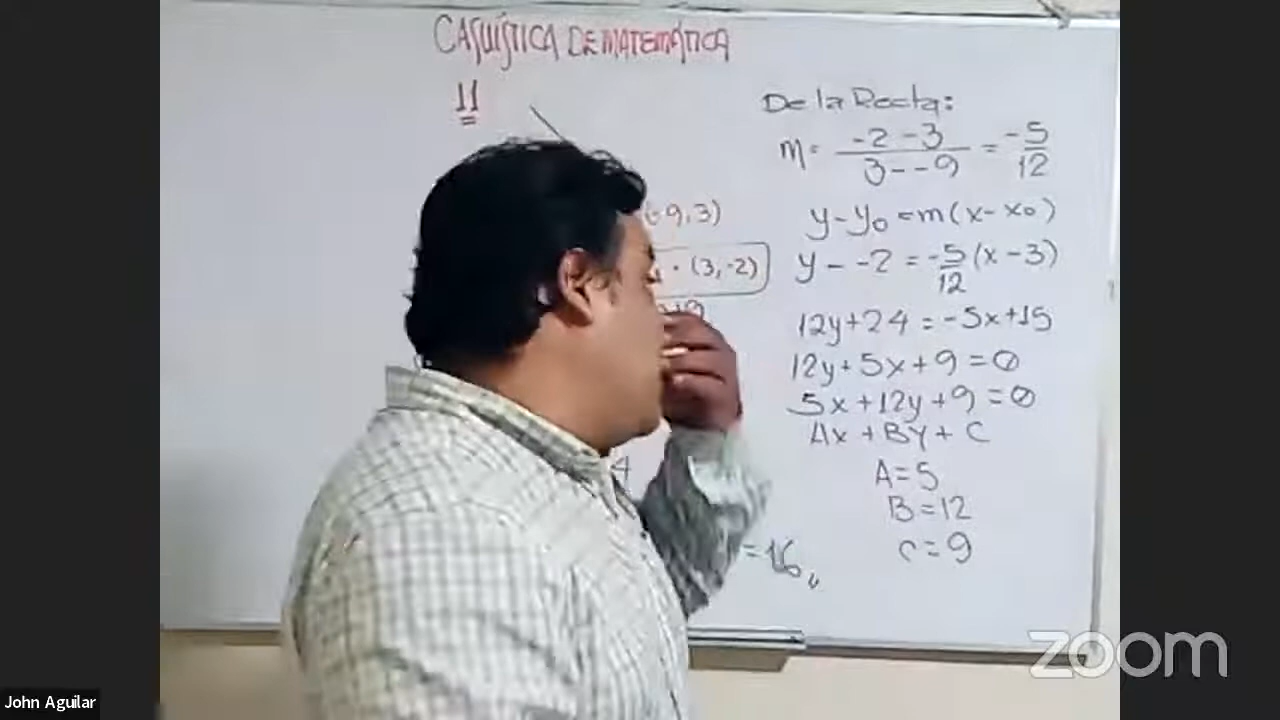 CASUÍSTICA DE MATEMÁTICA
11
(-9,3)
(3,-2)
4
=16
De la Recta:
m = -2-3 / 3--9 = -5/12
y-y₀ = m(x-x₀)
y--2 = -5/12 (x-3)
12y+24 = -5x+15
12y+5x+9=0
5x+12y+9=0
Ax+By+C
A=5
B=12
C=9
zoom
John Aguilar